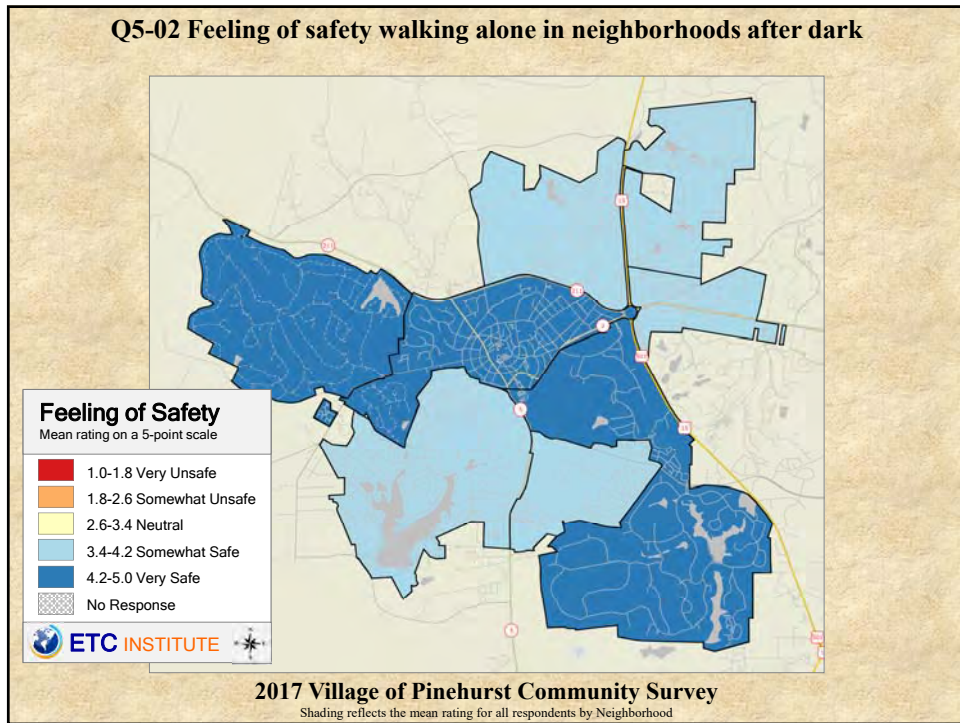 Q5-02 Feeling of safety walking alone in neighborhoods after dark
Feeling of Safety
Mean rating on a 5-point scale
1.0-1.8 Very Unsafe
1.8-2.6 Somewhat Unsafe
2.6-3.4 Neutral
3.4-4.2 Somewhat Safe
4.2-5.0 Very Safe
No Response
ETC INSTITUTE
2017 Village of Pinehurst Community Survey
Shading reflects the mean rating for all respondents by Neighborhood